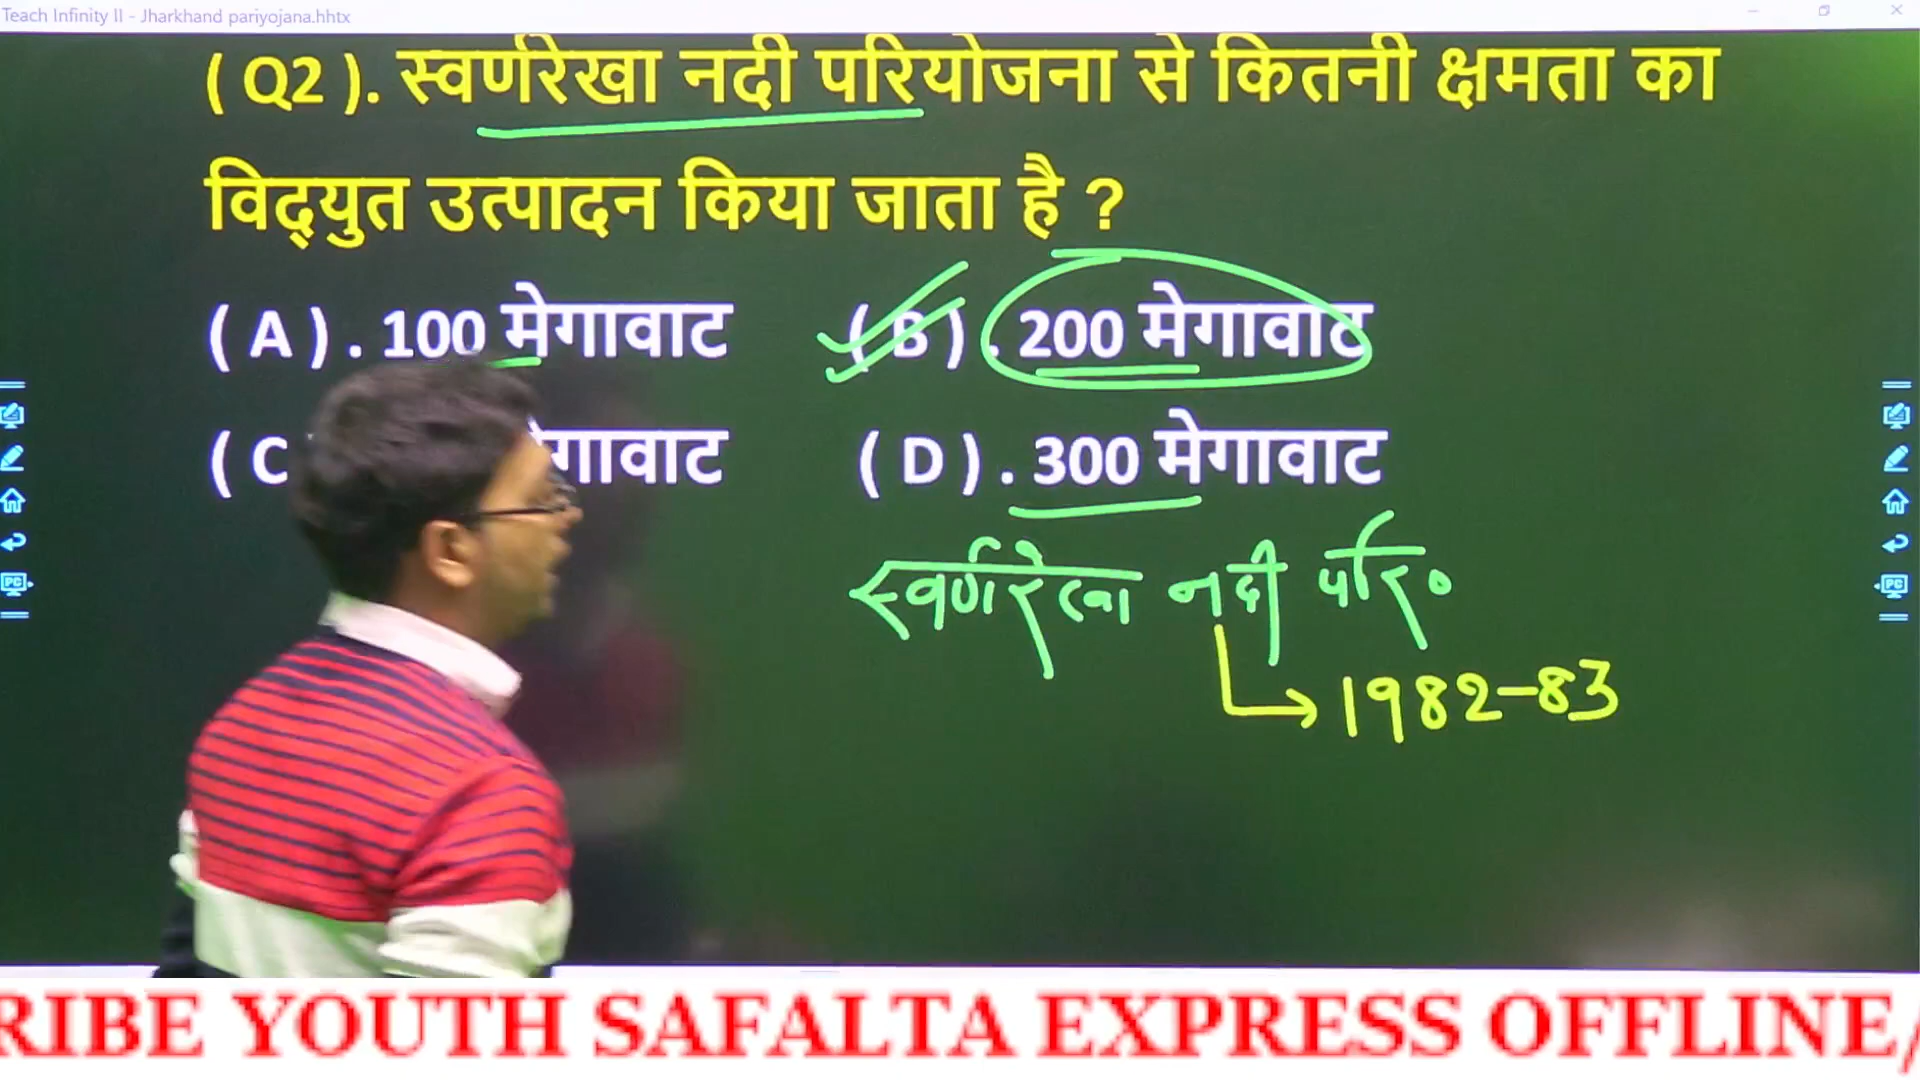 Teach Infinity II - Jharkhand pariyojana.hhtx
( Q2 ). स्वर्णरेखा नदी परियोजना से कितनी क्षमता का
विद्युत उत्पादन किया जाता है ?
( A ) . 100 मेगावाट ( B ) . 200 मेगावाट
( C मेगावाट ( D ) . 300 मेगावाट
स्वर्णरेखा नदी परि०
1982-83
RIBE YOUTH SAFALTA EXPRESS OFFLINE/